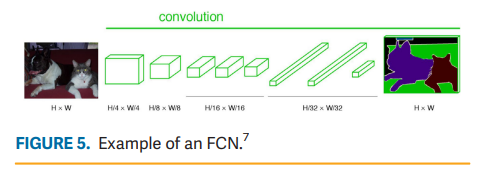 convolution
H × W H/4 × W/4 H/8 × W/8 H/16 × W/16 H/32 × W/32 H × W
FIGURE 5. Example of an FCN.7